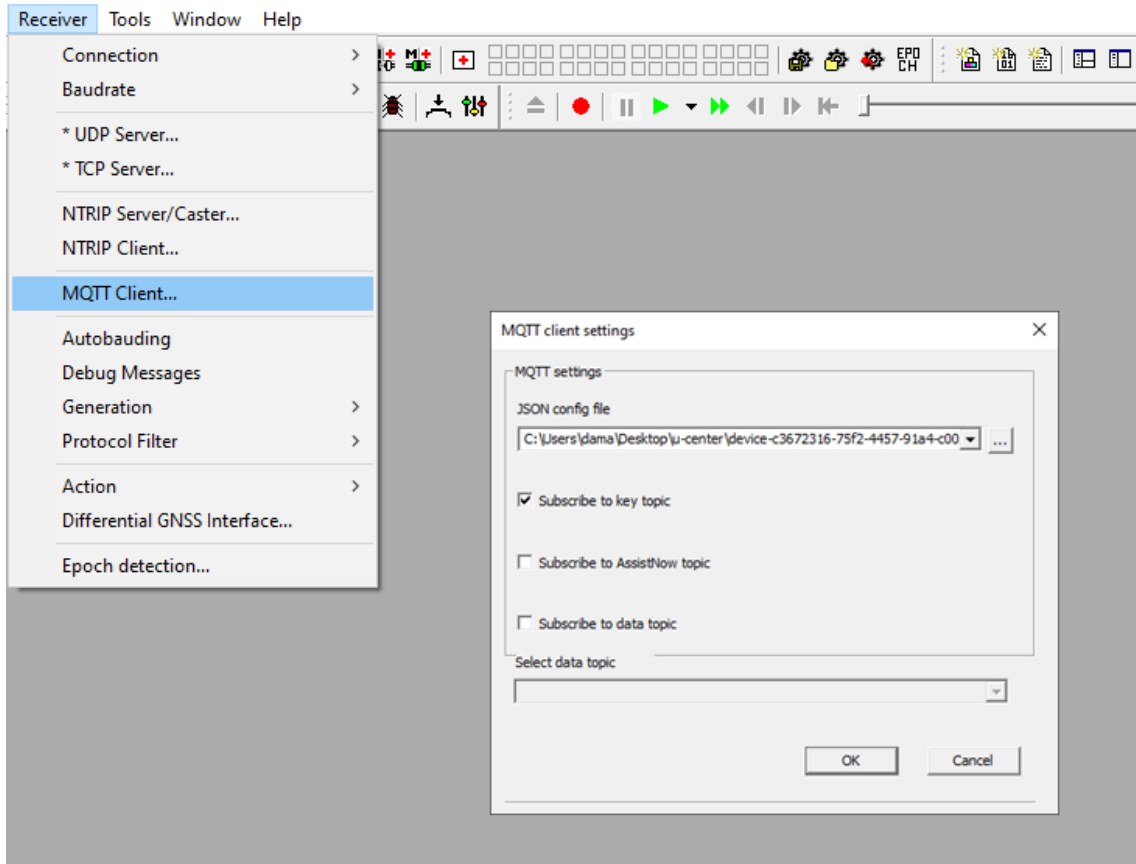 Receiver Tools Window Help
Connection
Baudrate
* UDP Server...
* TCP Server...
NTRIP Server/Caster...
NTRIP Client...
MQTT Client...
Autobauding
Debug Messages
Generation
Protocol Filter
Action
Differential GNSS Interface...
Epoch detection...
EPO
CH
MQTT client settings
MQTT settings
JSON config file
C:\Users\dama\Desktop\µ-center\device-c3672316-75f2-4457-91a4-c00
...
Subscribe to key topic
Subscribe to AssistNow topic
Subscribe to data topic
Select data topic
OK Cancel